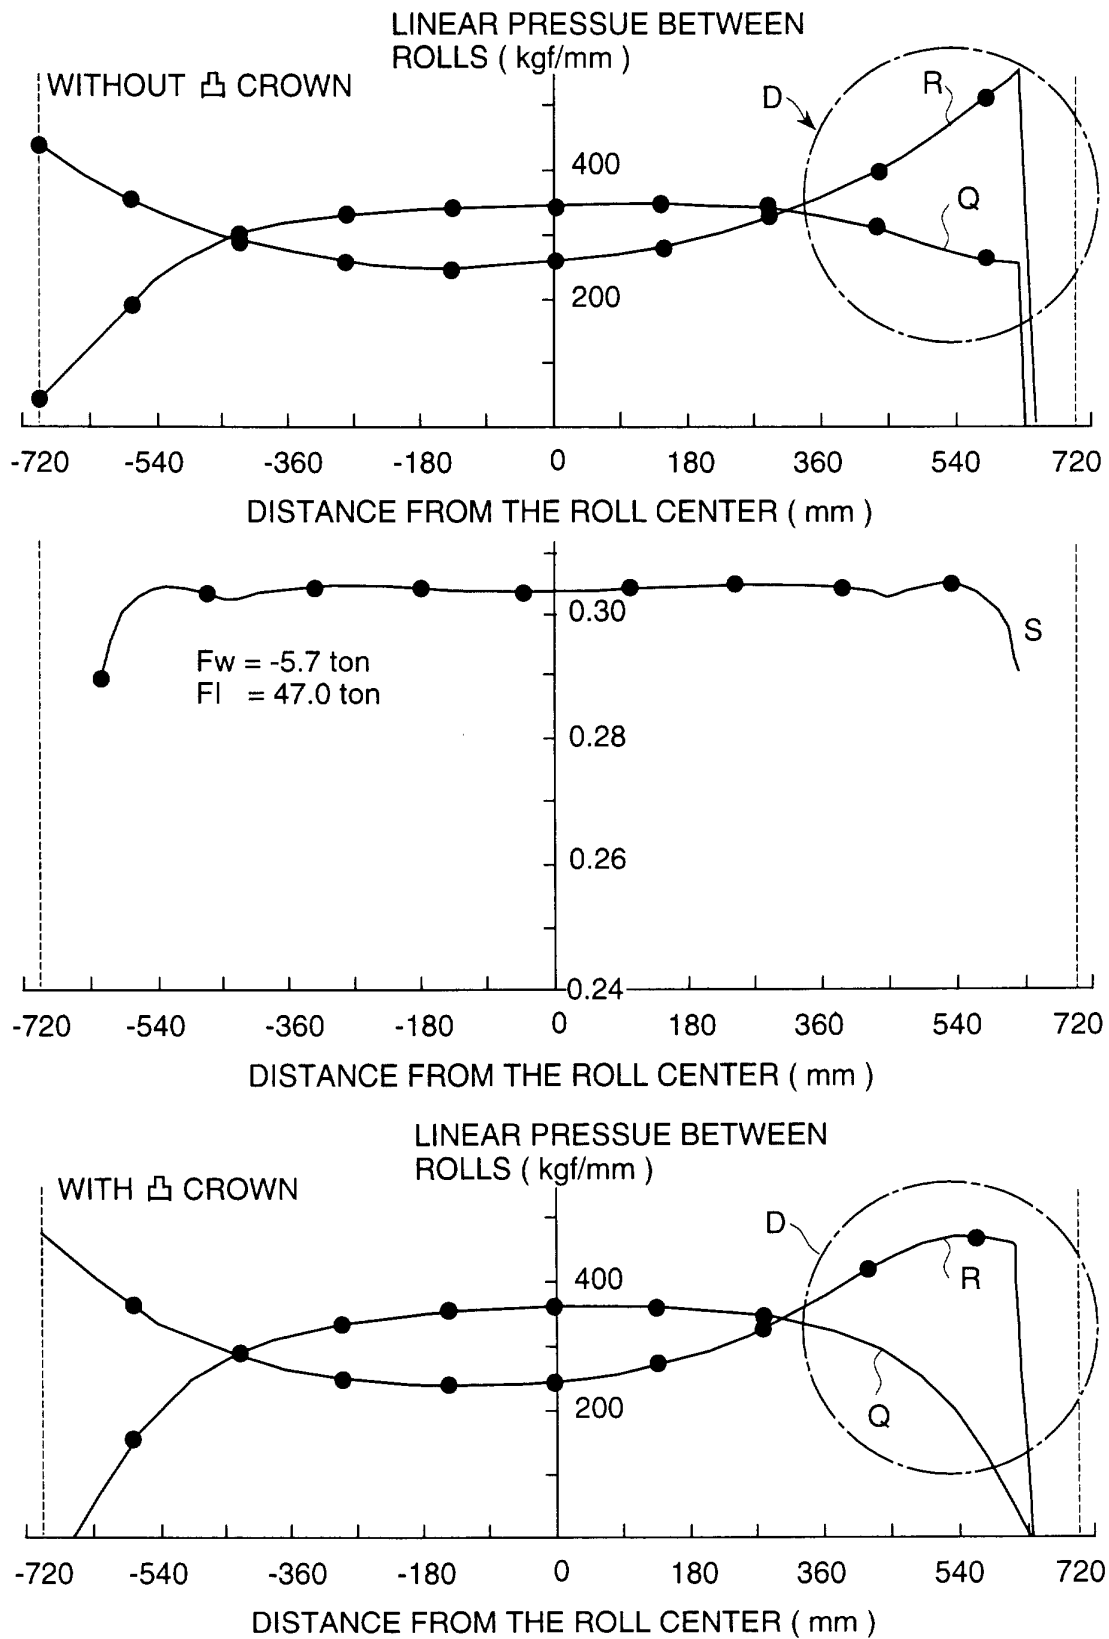 LINEAR PRESSUE BETWEEN
ROLLS ( kgf/mm )
WITHOUT 凸 CROWN
D
R
Q
400
200
-720 -540 -360 -180 0 180 360 540 720
DISTANCE FROM THE ROLL CENTER ( mm )
0.30
S
Fw = -5.7 ton
Fl = 47.0 ton
0.28
0.26
0.24
-720 -540 -360 -180 0 180 360 540 720
DISTANCE FROM THE ROLL CENTER ( mm )
LINEAR PRESSUE BETWEEN
ROLLS ( kgf/mm )
WITH 凸 CROWN
D
R
Q
400
200
-720 -540 -360 -180 0 180 360 540 720
DISTANCE FROM THE ROLL CENTER ( mm )